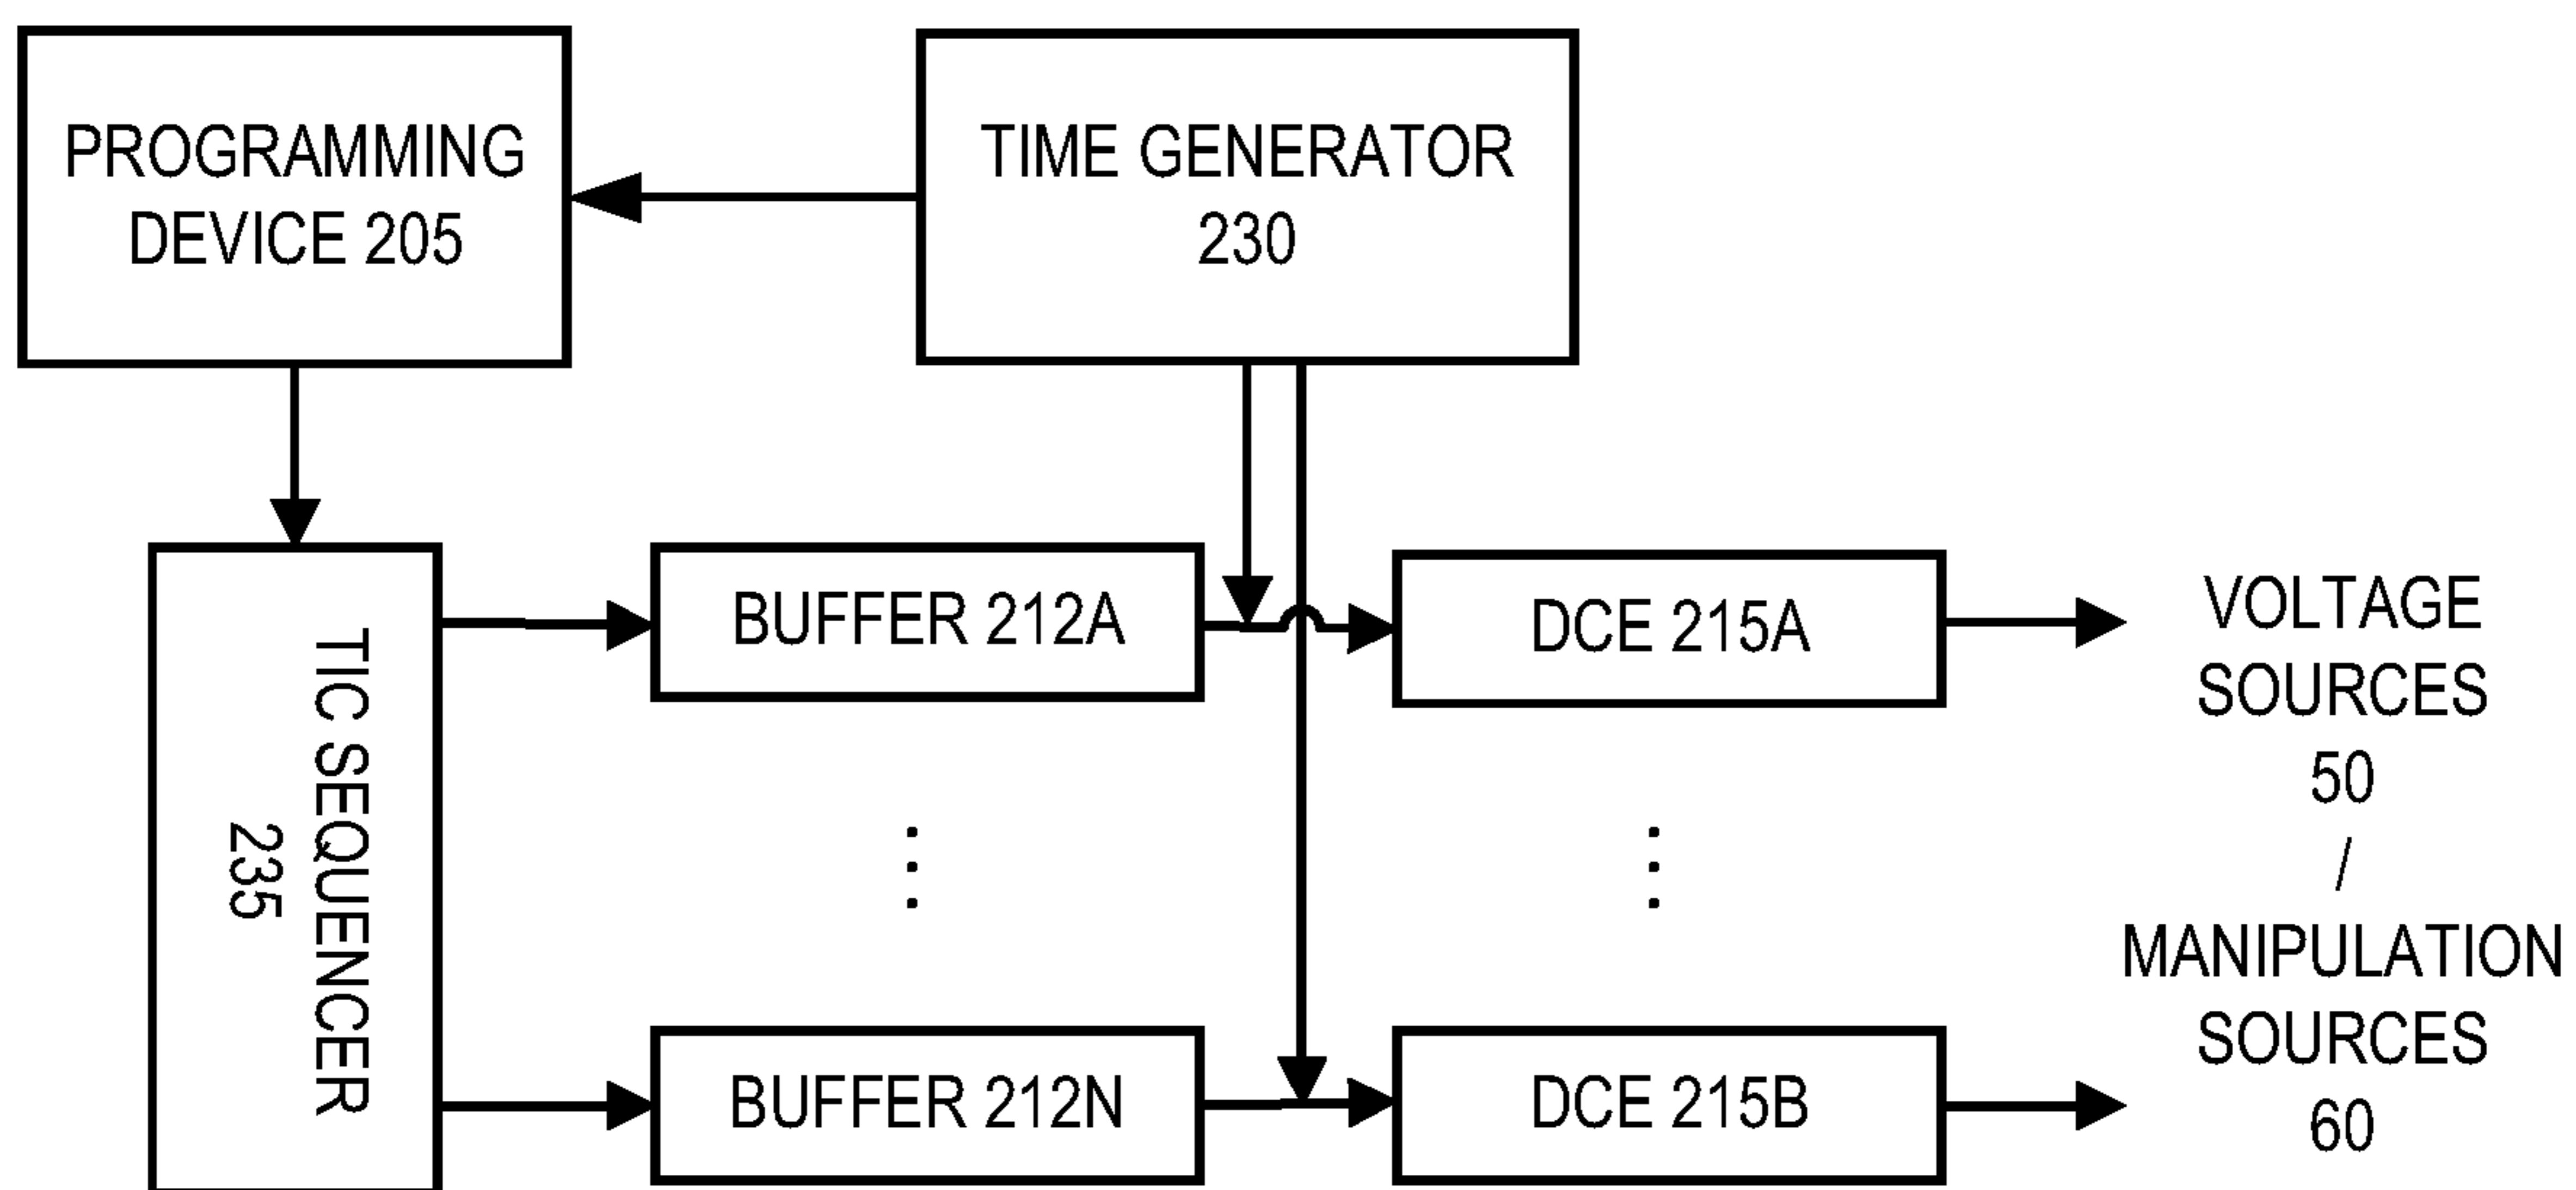 PROGRAMMING
DEVICE 205
TIME GENERATOR
230
TIC SEQUENCER
235
BUFFER 212A
DCE 215A
BUFFER 212N
DCE 215B
VOLTAGE
SOURCES
50
/
MANIPULATION
SOURCES
60